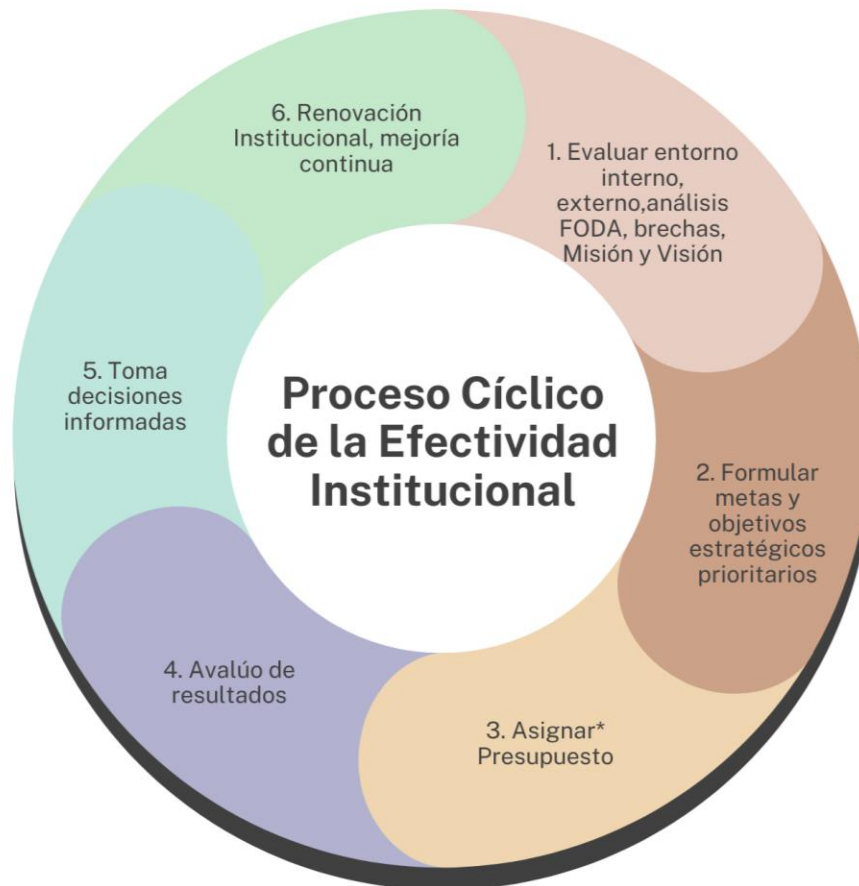 Proceso Cíclico
de la Efectividad
Institucional
1. Evaluar entorno
interno,
externo,análisis
FODA, brechas,
Misión y Visión
2. Formular
metas y
objetivos
estratégicos
prioritarios
3. Asignar*
Presupuesto
4. Avalúo de
resultados
5. Toma
decisiones
informadas
6. Renovación
Institucional, mejoría
continua